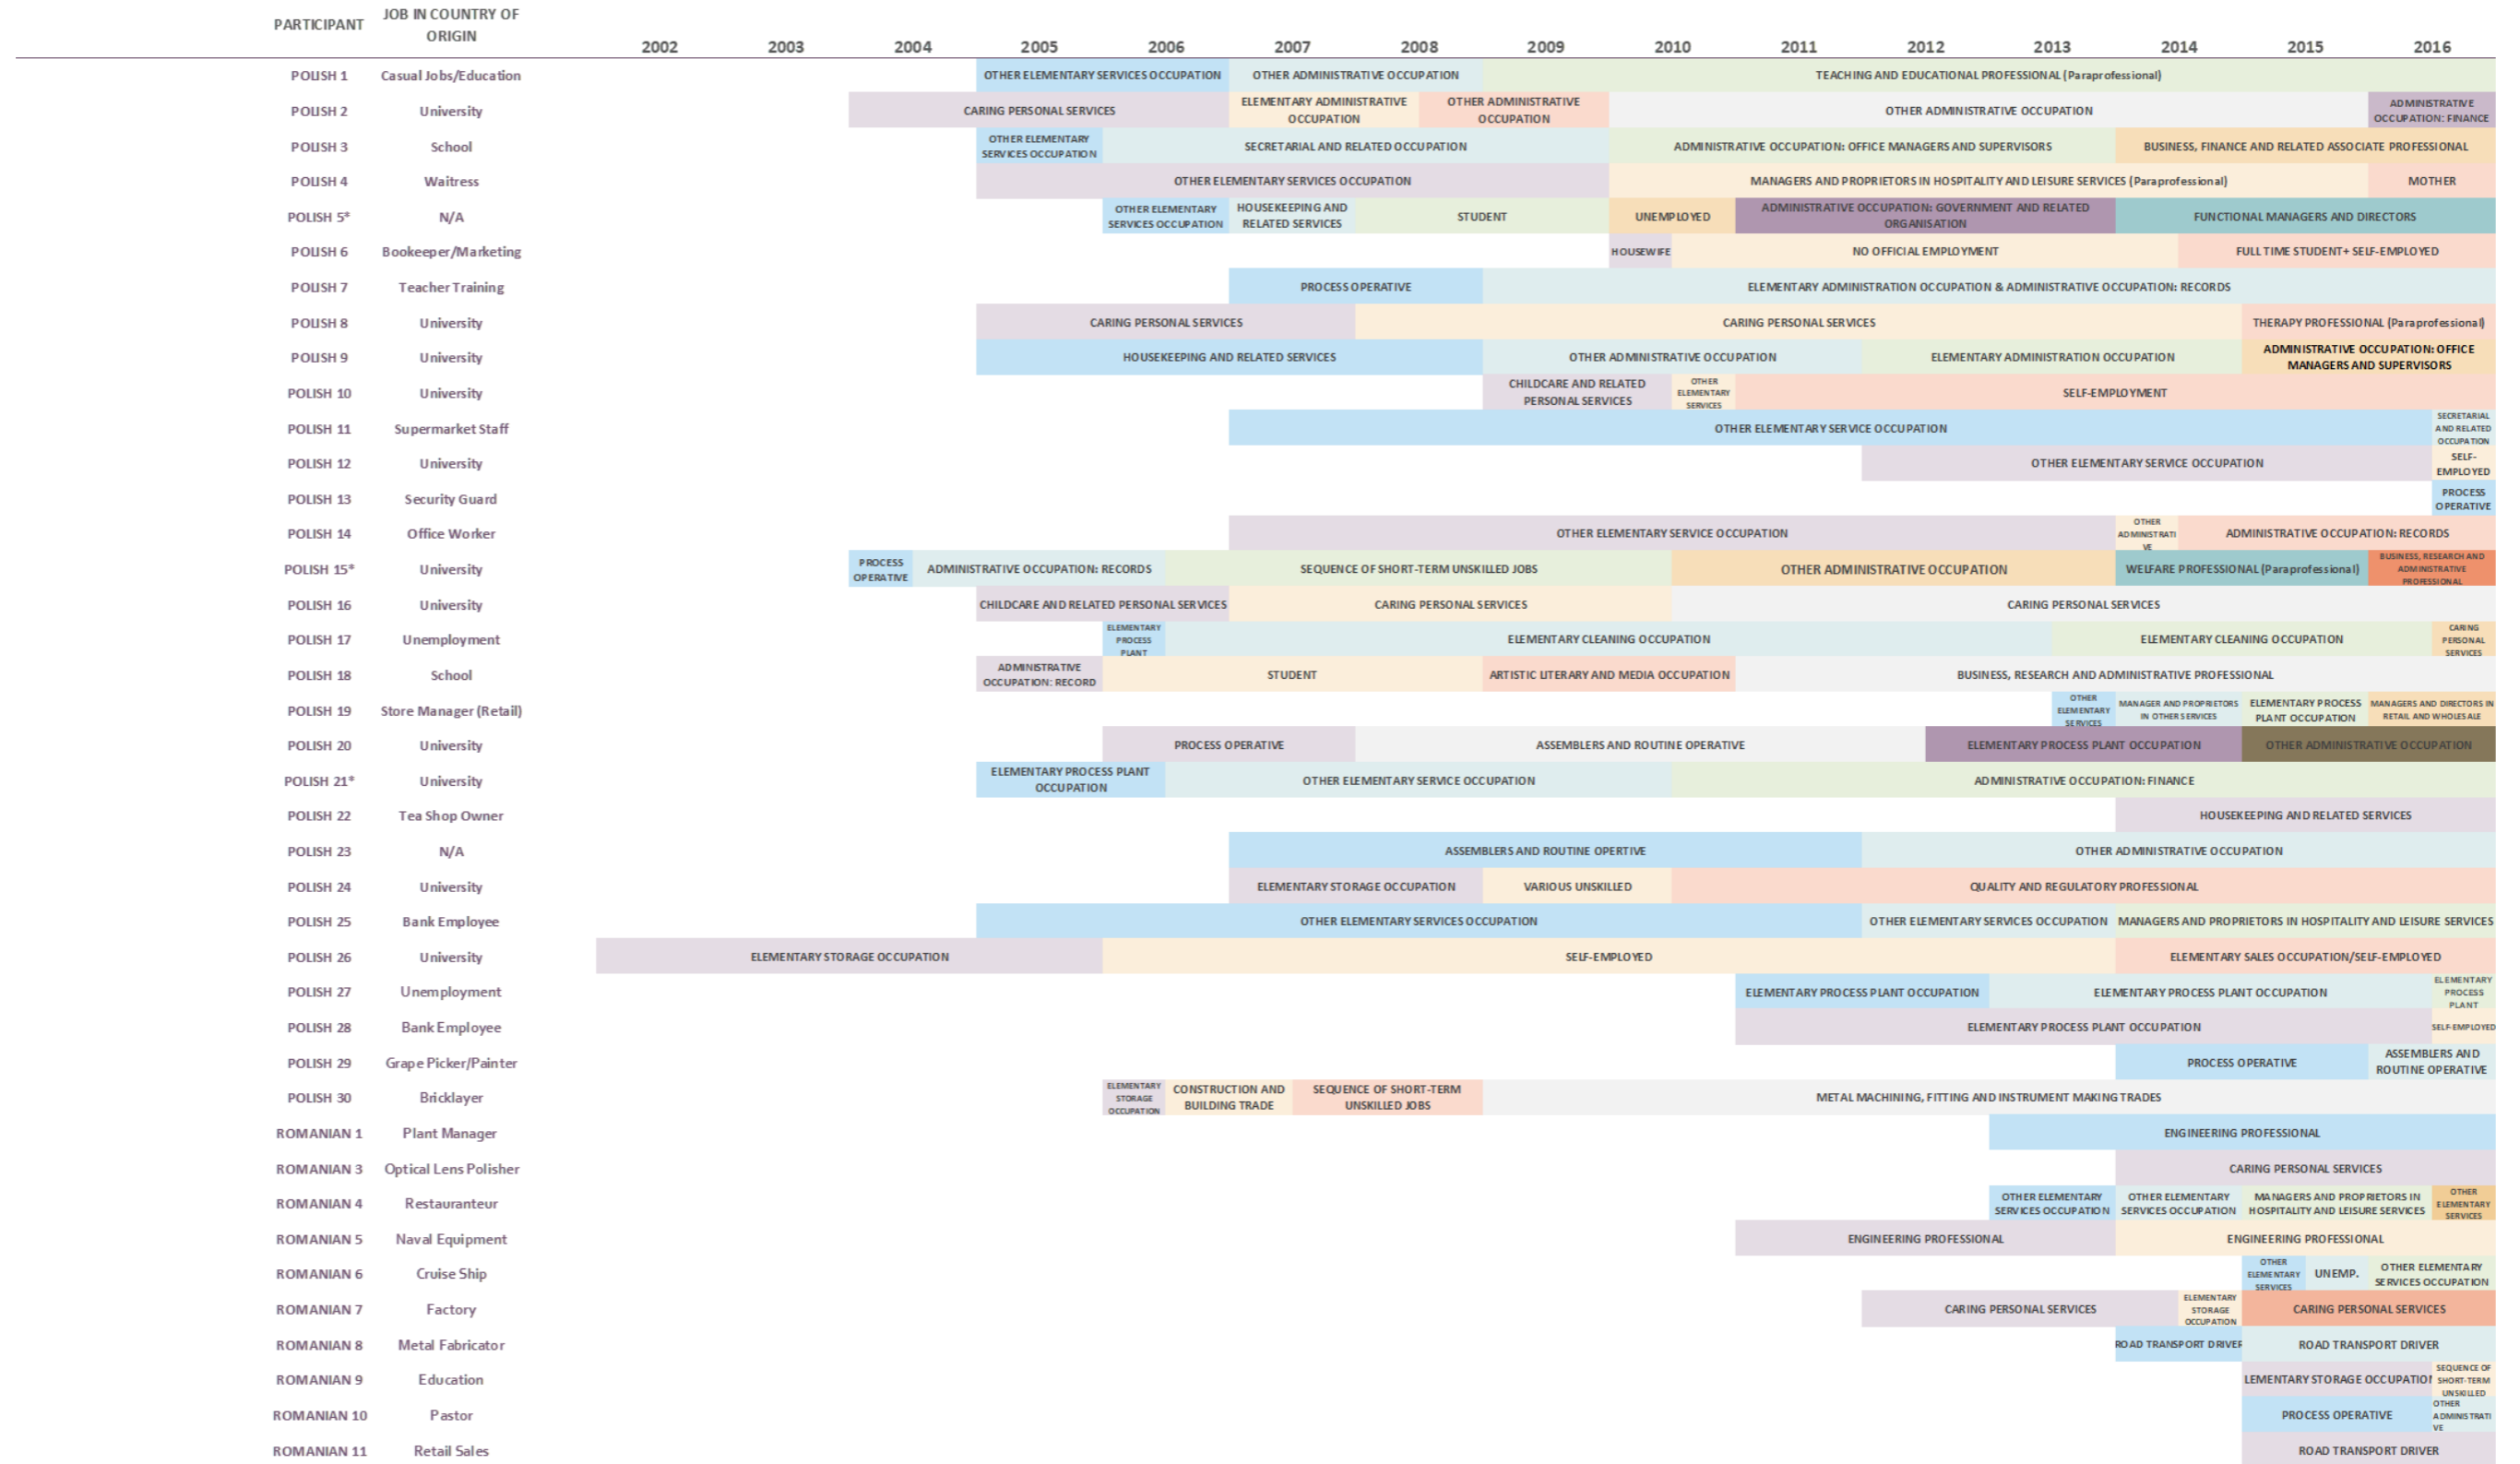 PARTICIPANT JOB IN COUNTRY OF ORIGIN 2002 2003 2004 2005 2006 2007 2008 2009 2010 2011 2012 2013 2014 2015 2016
POLISH 1 Casual Jobs/Education OTHER ELEMENTARY SERVICES OCCUPATION OTHER ADMINISTRATIVE OCCUPATION TEACHING AND EDUCATIONAL PROFESSIONAL (Paraprofessional)
POLISH 2 University CARING PERSONAL SERVICES ELEMENTARY ADMINISTRATIVE OCCUPATION OTHER ADMINISTRATIVE OCCUPATION OTHER ADMINISTRATIVE OCCUPATION ADMINISTRATIVE OCCUPATION: FINANCE
POLISH 3 School OTHER ELEMENTARY SERVICES OCCUPATION SECRETARIAL AND RELATED OCCUPATION ADMINISTRATIVE OCCUPATION: OFFICE MANAGERS AND SUPERVISORS BUSINESS, FINANCE AND RELATED ASSOCIATE PROFESSIONAL
POLISH 4 Waitress OTHER ELEMENTARY SERVICES OCCUPATION MANAGERS AND PROPRIETORS IN HOSPITALITY AND LEISURE SERVICES (Paraprofessional) MOTHER
POLISH 5* N/A OTHER ELEMENTARY SERVICES OCCUPATION HOUSEKEEPING AND RELATED SERVICES STUDENT UNEMPLOYED ADMINISTRATIVE OCCUPATION: GOVERNMENT AND RELATED ORGANISATION FUNCTIONAL MANAGERS AND DIRECTORS
POLISH 6 Bookeeper/Marketing HOUSEWIFE NO OFFICIAL EMPLOYMENT FULL TIME STUDENT+ SELF-EMPLOYED
POLISH 7 Teacher Training PROCESS OPERATIVE ELEMENTARY ADMINISTRATION OCCUPATION & ADMINISTRATIVE OCCUPATION: RECORDS
POLISH 8 University CARING PERSONAL SERVICES CARING PERSONAL SERVICES THERAPY PROFESSIONAL (Paraprofessional)
POLISH 9 University HOUSEKEEPING AND RELATED SERVICES OTHER ADMINISTRATIVE OCCUPATION ELEMENTARY ADMINISTRATION OCCUPATION ADMINISTRATIVE OCCUPATION: OFFICE MANAGERS AND SUPERVISORS
POLISH 10 University CHILDCARE AND RELATED PERSONAL SERVICES OTHER ELEMENTARY SERVICES SELF-EMPLOYMENT
POLISH 11 Supermarket Staff OTHER ELEMENTARY SERVICE OCCUPATION SECRETARIAL AND RELATED OCCUPATION
POLISH 12 University OTHER ELEMENTARY SERVICE OCCUPATION SELF-EMPLOYED
POLISH 13 Security Guard PROCESS OPERATIVE
POLISH 14 Office Worker OTHER ELEMENTARY SERVICE OCCUPATION OTHER ADMINISTRATI VE ADMINISTRATIVE OCCUPATION: RECORDS
POLISH 15* University PROCESS OPERATIVE ADMINISTRATIVE OCCUPATION: RECORDS SEQUENCE OF SHORT-TERM UNSKILLED JOBS OTHER ADMINISTRATIVE OCCUPATION WELFARE PROFESSIONAL (Paraprofessional) BUSINESS, RESEARCH AND ADMINISTRATIVE PROFESSIONAL
POLISH 16 University CHILDCARE AND RELATED PERSONAL SERVICES CARING PERSONAL SERVICES CARING PERSONAL SERVICES
POLISH 17 Unemployment ELEMENTARY PROCESS PLANT ELEMENTARY CLEANING OCCUPATION ELEMENTARY CLEANING OCCUPATION CARING PERSONAL SERVICES
POLISH 18 School ADMINISTRATIVE OCCUPATION: RECORD STUDENT ARTISTIC LITERARY AND MEDIA OCCUPATION BUSINESS, RESEARCH AND ADMINISTRATIVE PROFESSIONAL
POLISH 19 Store Manager (Retail) OTHER ELEMENTARY SERVICES MANAGER AND PROPRIETORS IN OTHER SERVICES ELEMENTARY PROCESS PLANT OCCUPATION MANAGERS AND DIRECTORS IN RETAIL AND WHOLESALE
POLISH 20 University PROCESS OPERATIVE ASSEMBLERS AND ROUTINE OPERATIVE ELEMENTARY PROCESS PLANT OCCUPATION OTHER ADMINISTRATIVE OCCUPATION
POLISH 21* University ELEMENTARY PROCESS PLANT OCCUPATION OTHER ELEMENTARY SERVICE OCCUPATION ADMINISTRATIVE OCCUPATION: FINANCE
POLISH 22 Tea Shop Owner HOUSEKEEPING AND RELATED SERVICES
POLISH 23 N/A ASSEMBLERS AND ROUTINE OPERTIVE OTHER ADMINISTRATIVE OCCUPATION
POLISH 24 University ELEMENTARY STORAGE OCCUPATION VARIOUS UNSKILLED QUALITY AND REGULATORY PROFESSIONAL
POLISH 25 Bank Employee OTHER ELEMENTARY SERVICES OCCUPATION OTHER ELEMENTARY SERVICES OCCUPATION MANAGERS AND PROPRIETORS IN HOSPITALITY AND LEISURE SERVICES
POLISH 26 University ELEMENTARY STORAGE OCCUPATION SELF-EMPLOYED ELEMENTARY SALES OCCUPATION/SELF-EMPLOYED
POLISH 27 Unemployment ELEMENTARY PROCESS PLANT OCCUPATION ELEMENTARY PROCESS PLANT OCCUPATION ELEMENTARY PROCESS PLANT
POLISH 28 Bank Employee ELEMENTARY PROCESS PLANT OCCUPATION SELF-EMPLOYED
POLISH 29 Grape Picker/Painter PROCESS OPERATIVE ASSEMBLERS AND ROUTINE OPERATIVE
POLISH 30 Bricklayer ELEMENTARY STORAGE OCCUPATION CONSTRUCTION AND BUILDING TRADE SEQUENCE OF SHORT-TERM UNSKILLED JOBS METAL MACHINING, FITTING AND INSTRUMENT MAKING TRADES
ROMANIAN 1 Plant Manager ENGINEERING PROFESSIONAL
ROMANIAN 3 Optical Lens Polisher CARING PERSONAL SERVICES
ROMANIAN 4 Restauranteur OTHER ELEMENTARY SERVICES OCCUPATION OTHER ELEMENTARY SERVICES OCCUPATION MANAGERS AND PROPRIETORS IN HOSPITALITY AND LEISURE SERVICES OTHER ELEMENTARY SERVICES
ROMANIAN 5 Naval Equipment ENGINEERING PROFESSIONAL ENGINEERING PROFESSIONAL
ROMANIAN 6 Cruise Ship OTHER ELEMENTARY SERVICES UNEMP. OTHER ELEMENTARY SERVICES OCCUPATION
ROMANIAN 7 Factory CARING PERSONAL SERVICES ELEMENTARY STORAGE OCCUPATION CARING PERSONAL SERVICES
ROMANIAN 8 Metal Fabricator ROAD TRANSPORT DRIVER ROAD TRANSPORT DRIVER
ROMANIAN 9 Education LEMENTARY STORAGE OCCUPATION SEQUENCE OF SHORT-TERM UNSKILLED
ROMANIAN 10 Pastor PROCESS OPERATIVE OTHER ADMINISTRATI VE
ROMANIAN 11 Retail Sales ROAD TRANSPORT DRIVER